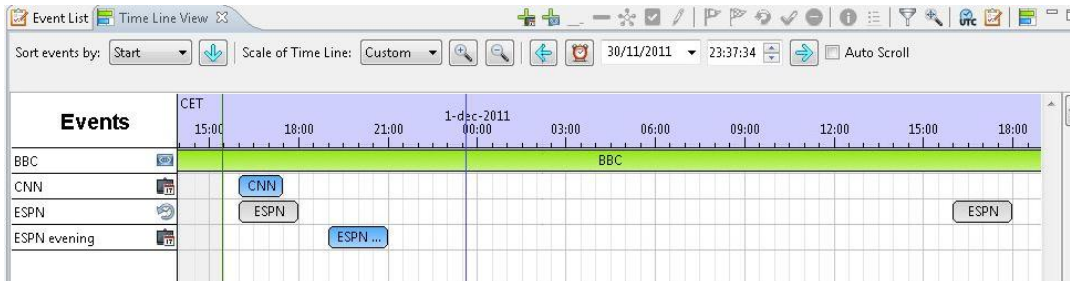 Event List Time Line View
Sort events by: Start Scale of Time Line: Custom 30/11/2011 23:37:34 Auto Scroll
Events
CET
1-dec-2011
15:00 18:00 21:00 00:00 03:00 06:00 09:00 12:00 15:00 18:00
BBC BBC
CNN CNN
ESPN ESPN ESPN
ESPN evening ESPN ...